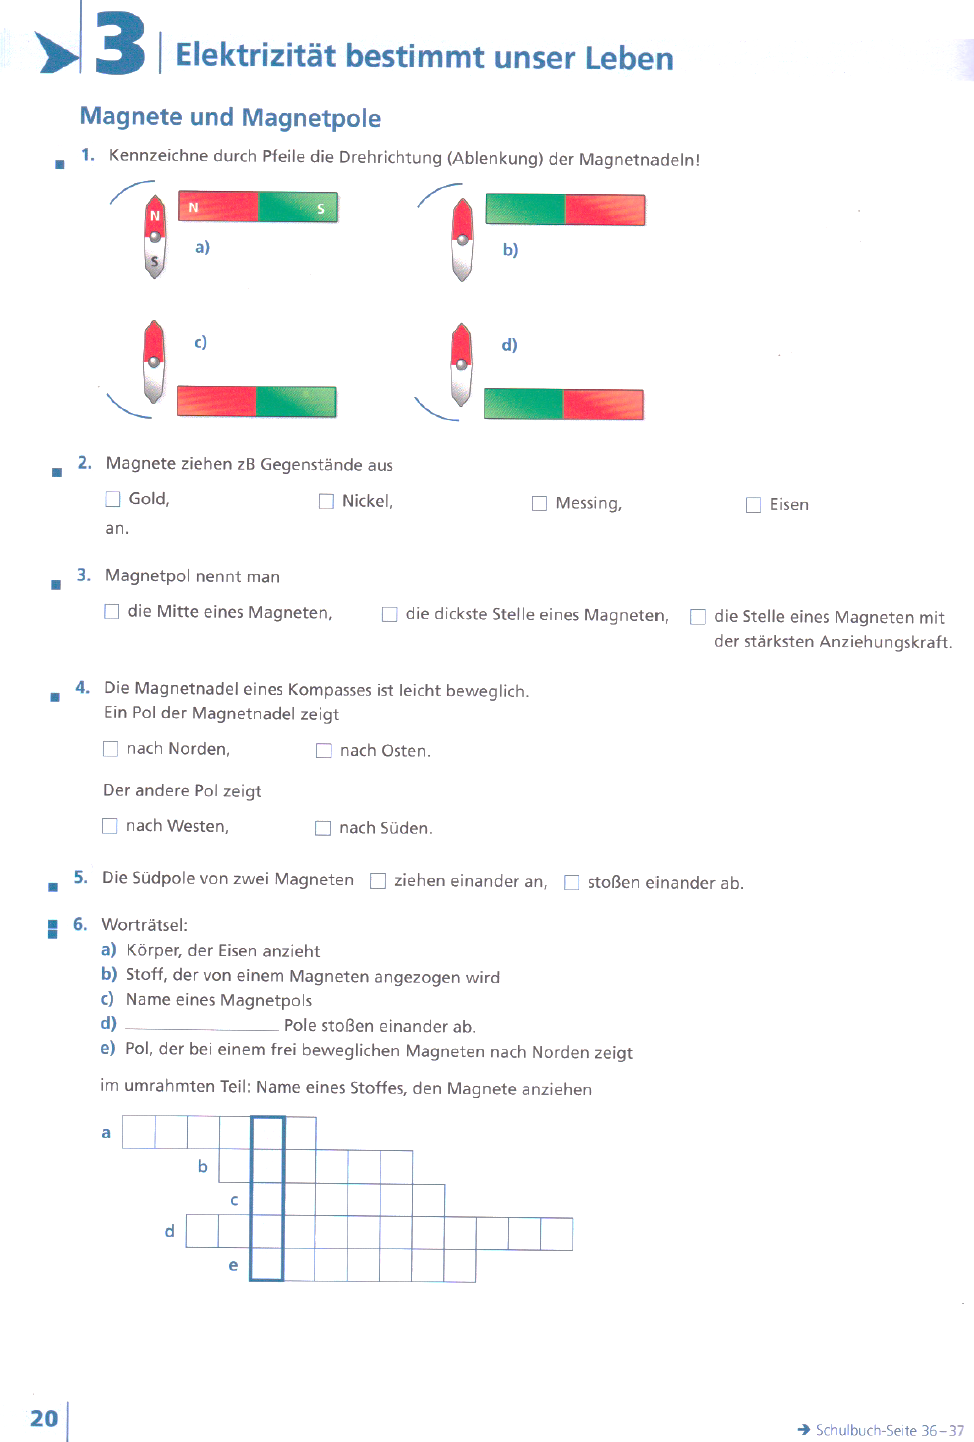 3 Elektrizität bestimmt unser Leben
Magnete und Magnetpole
1. Kennzeichne durch Pfeile die Drehrichtung (Ablenkung) der Magnetnadeln!
N N S
S
a) b)
c) d)
2. Magnete ziehen zB Gegenstände aus
Gold, Nickel, Messing, Eisen
an.
3. Magnetpol nennt man
die Mitte eines Magneten, die dickste Stelle eines Magneten, die Stelle eines Magneten mit
der stärksten Anziehungskraft.
4. Die Magnetnadel eines Kompasses ist leicht beweglich.
Ein Pol der Magnetnadel zeigt
nach Norden, nach Osten.
Der andere Pol zeigt
nach Westen, nach Süden.
5. Die Südpole von zwei Magneten ziehen einander an, stoßen einander ab.
6. Worträtsel:
a) Körper, der Eisen anzieht
b) Stoff, der von einem Magneten angezogen wird
c) Name eines Magnetpols
d) ________________ Pole stoßen einander ab.
e) Pol, der bei einem frei beweglichen Magneten nach Norden zeigt
im umrahmten Teil: Name eines Stoffes, den Magnete anziehen
a
b
c
d
e
20
→ Schulbuch-Seite 36–37